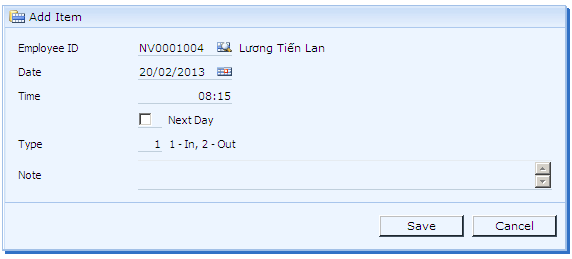 Add Item
Employee ID NV0001004 Lương Tiến Lan
Date 20/02/2013
Time 08:15
Next Day
Type 1 1 - In, 2 - Out
Note
Save Cancel